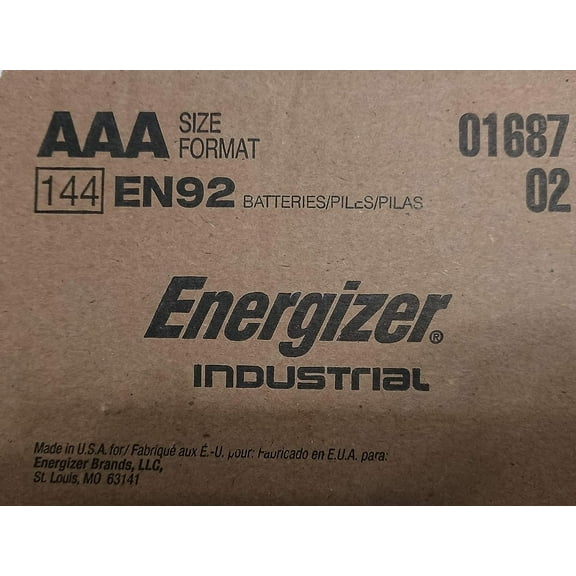 AAA SIZE FORMAT 01687
144 EN92 BATTERIES/PILES/PILAS 02
Energizer®
INDUSTRIAL
Made in U.S.A. for/ Fabriqué aux É.-U. pour: Fabricado en E.U.A. para:
Energizer Brands, LLC,
St. Louis, MO 63141